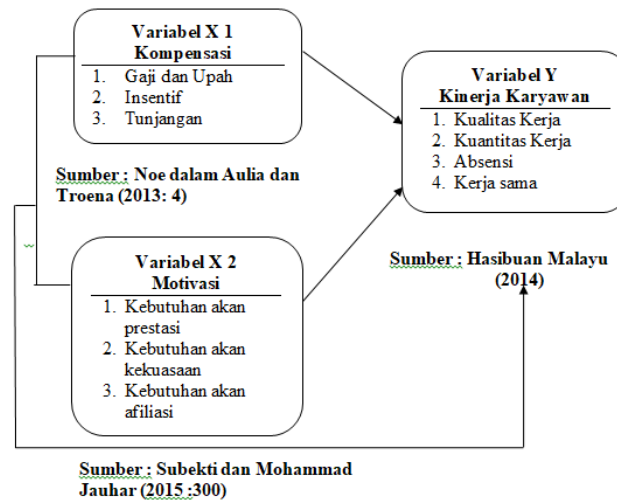 Variabel X 1
Kompensasi
1. Gaji dan Upah
2. Insentif
3. Tunjangan
Sumber : Noe dalam Aulia dan
Troena (2013: 4)
Variabel X 2
Motivasi
1. Kebutuhan akan
prestasi
2. Kebutuhan akan
kekuasaan
3. Kebutuhan akan
afiliasi
Sumber : Subekti dan Mohammad
Jauhar (2015 :300)
Variabel Y
Kinerja Karyawan
1. Kualitas Kerja
2. Kuantitas Kerja
3. Absensi
4. Kerja sama
Sumber : Hasibuan Malayu
(2014)